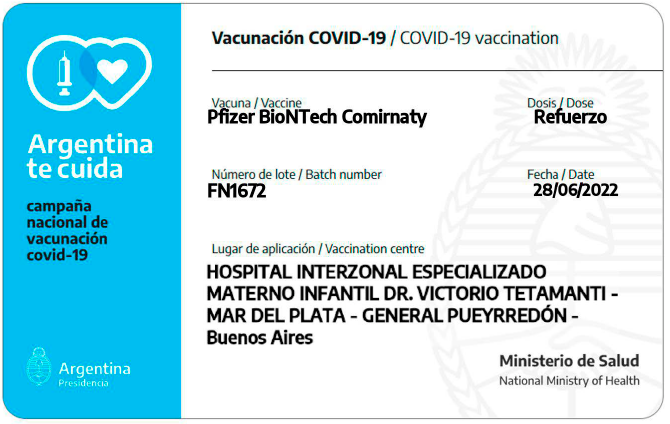 Argentina
te cuida
campaña
nacional de
vacunación
covid-19
Argentina
Presidencia
Vacunación COVID-19 / COVID-19 vaccination
Vacuna / Vaccine
Pfizer BioNTech Comirnaty
Dosis / Dose
Refuerzo
Número de lote / Batch number
FN1672
Fecha / Date
28/06/2022
Lugar de aplicación / Vaccination centre
HOSPITAL INTERZONAL ESPECIALIZADO
MATERNO INFANTIL DR. VICTORIO TETAMANTI -
MAR DEL PLATA - GENERAL PUEYRREDÓN -
Buenos Aires
Ministerio de Salud
National Ministry of Health